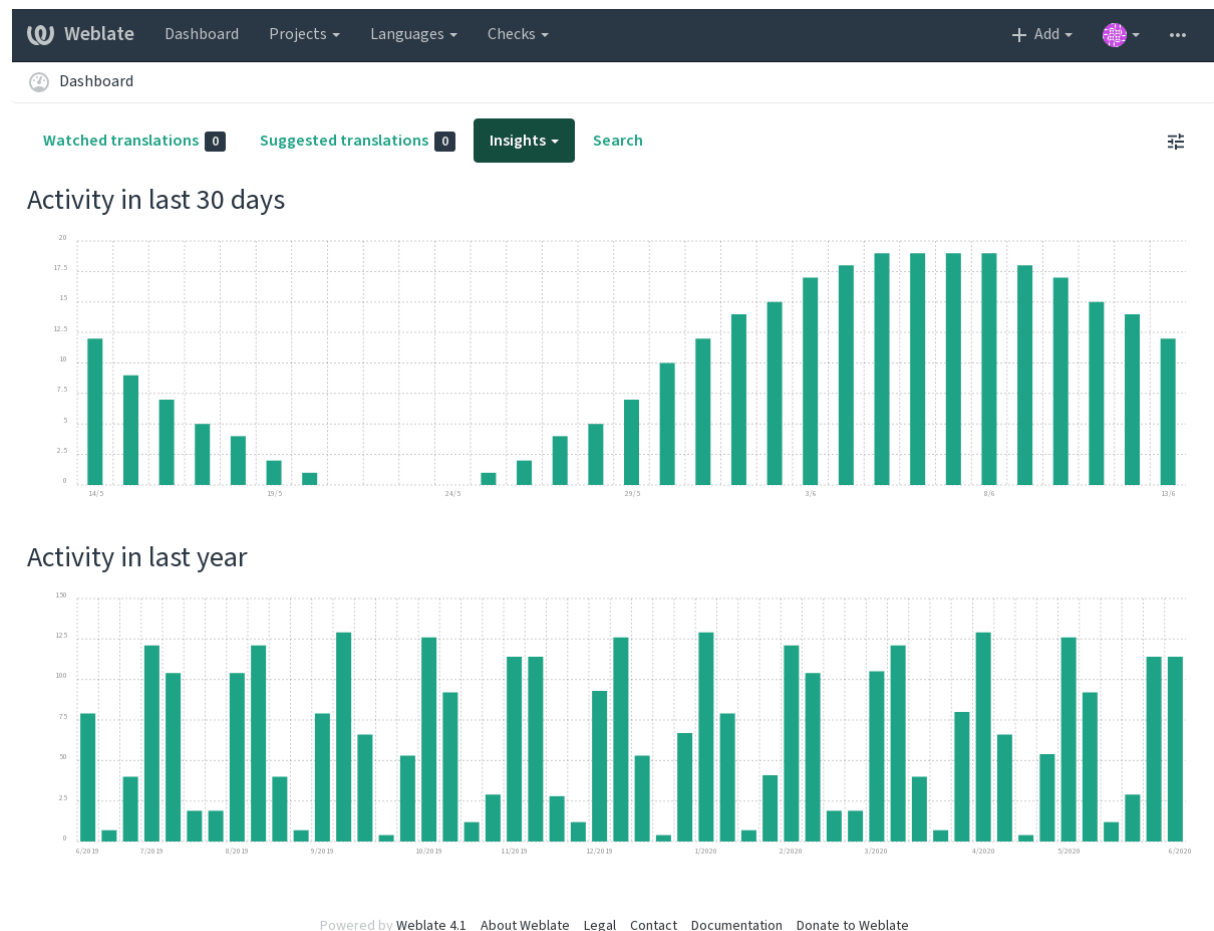 Weblate Dashboard Projects Languages Checks Add
Dashboard
Watched translations 0 Suggested translations 0 Insights Search
Activity in last 30 days
20
17.5
15
12.5
10
7.5
5
2.5
0
14/5 19/5 24/5 29/5 3/6 8/6 13/6
Activity in last year
150
125
100
75
50
25
0
6/2019 7/2019 8/2019 9/2019 10/2019 11/2019 12/2019 1/2020 2/2020 3/2020 4/2020 5/2020 6/2020
Powered by Weblate 4.1 About Weblate Legal Contact Documentation Donate to Weblate